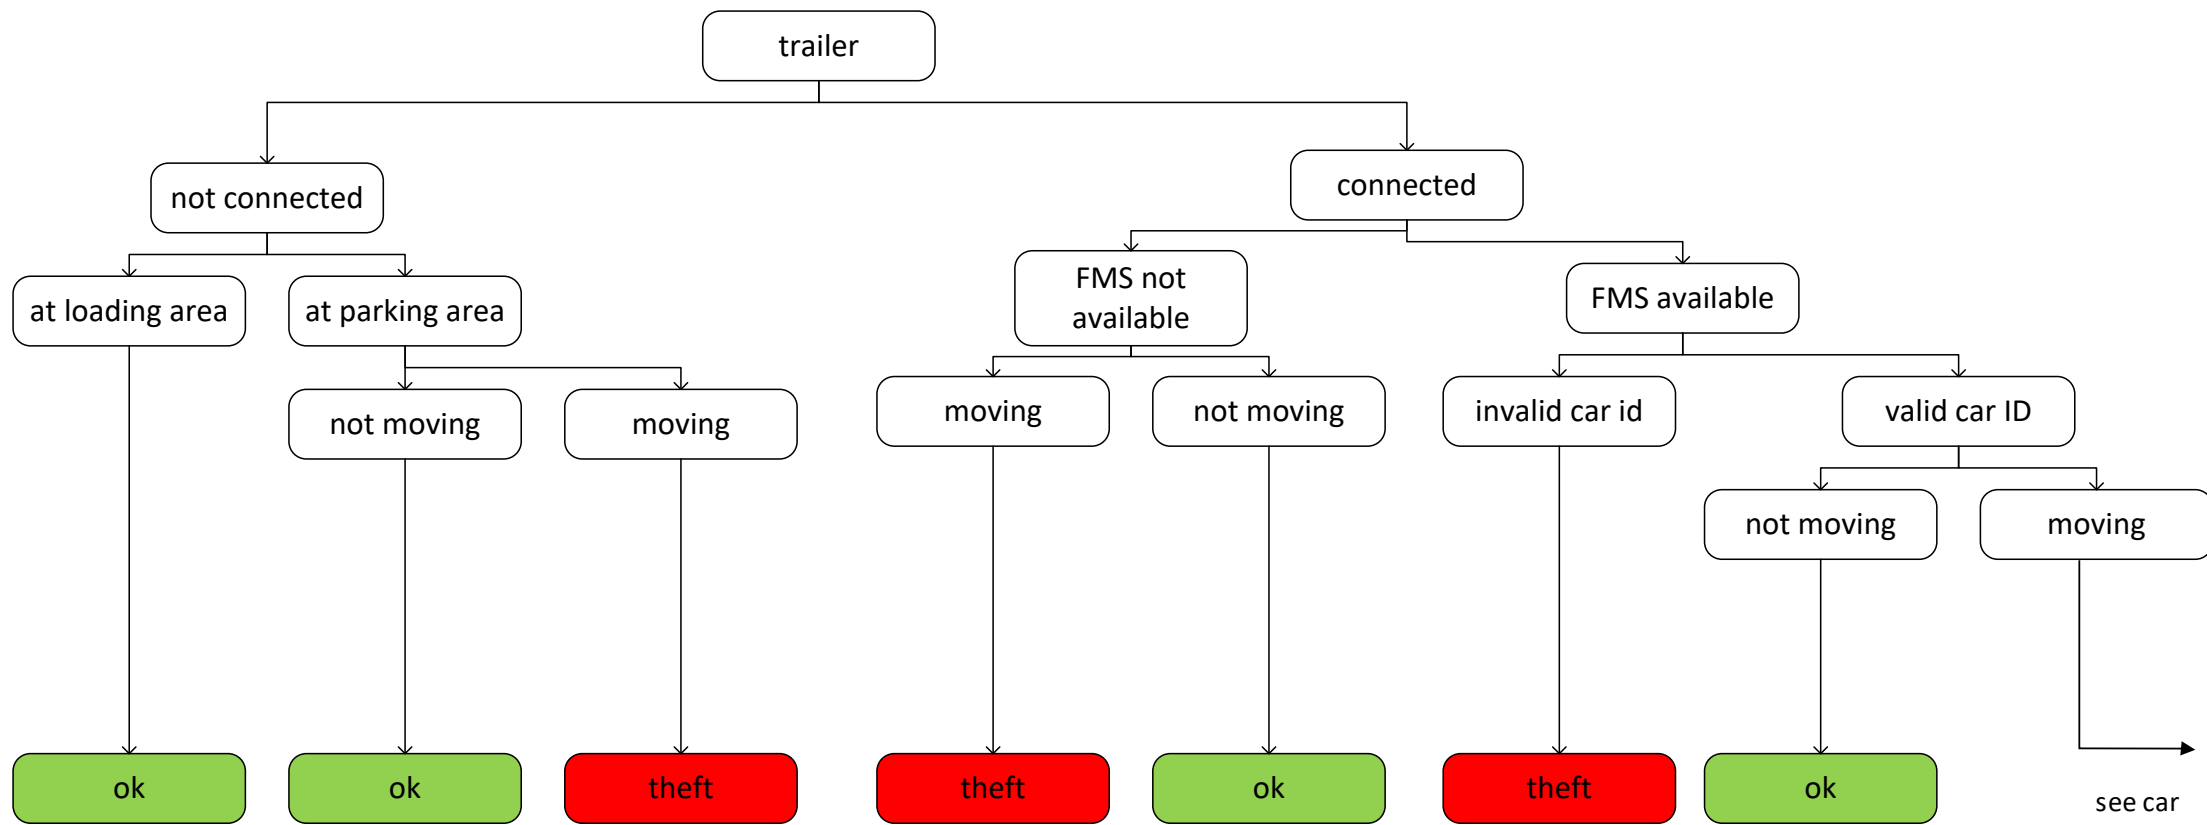 trailer
not connected
connected
at loading area
at parking area
FMS not
available
FMS available
not moving
moving
moving
not moving
invalid car id
valid car ID
not moving
moving
ok
ok
theft
theft
ok
theft
ok
see car